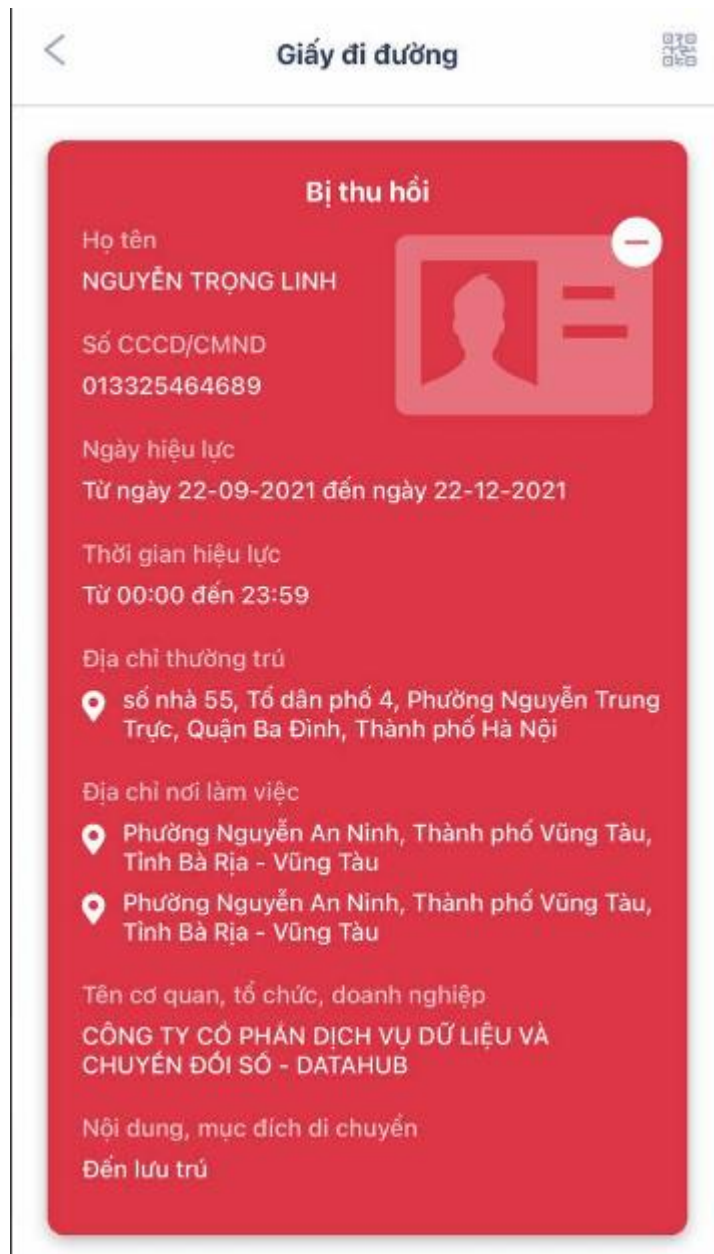 Giấy đi đường
Bị thu hồi
Họ tên
NGUYỄN TRỌNG LINH
Số CCCD/CMND
013325464689
Ngày hiệu lực
Từ ngày 22-09-2021 đến ngày 22-12-2021
Thời gian hiệu lực
Từ 00:00 đến 23:59
Địa chỉ thường trú
số nhà 55, Tổ dân phố 4, Phường Nguyễn Trung
Trực, Quận Ba Đình, Thành phố Hà Nội
Địa chỉ nơi làm việc
Phường Nguyễn An Ninh, Thành phố Vũng Tàu,
Tỉnh Bà Rịa - Vũng Tàu
Phường Nguyễn An Ninh, Thành phố Vũng Tàu,
Tỉnh Bà Rịa - Vũng Tàu
Tên cơ quan, tổ chức, doanh nghiệp
CÔNG TY CỔ PHẦN DỊCH VỤ DỮ LIỆU VÀ
CHUYỂN ĐỔI SỐ - DATAHUB
Nội dung, mục đích di chuyển
Đến lưu trú